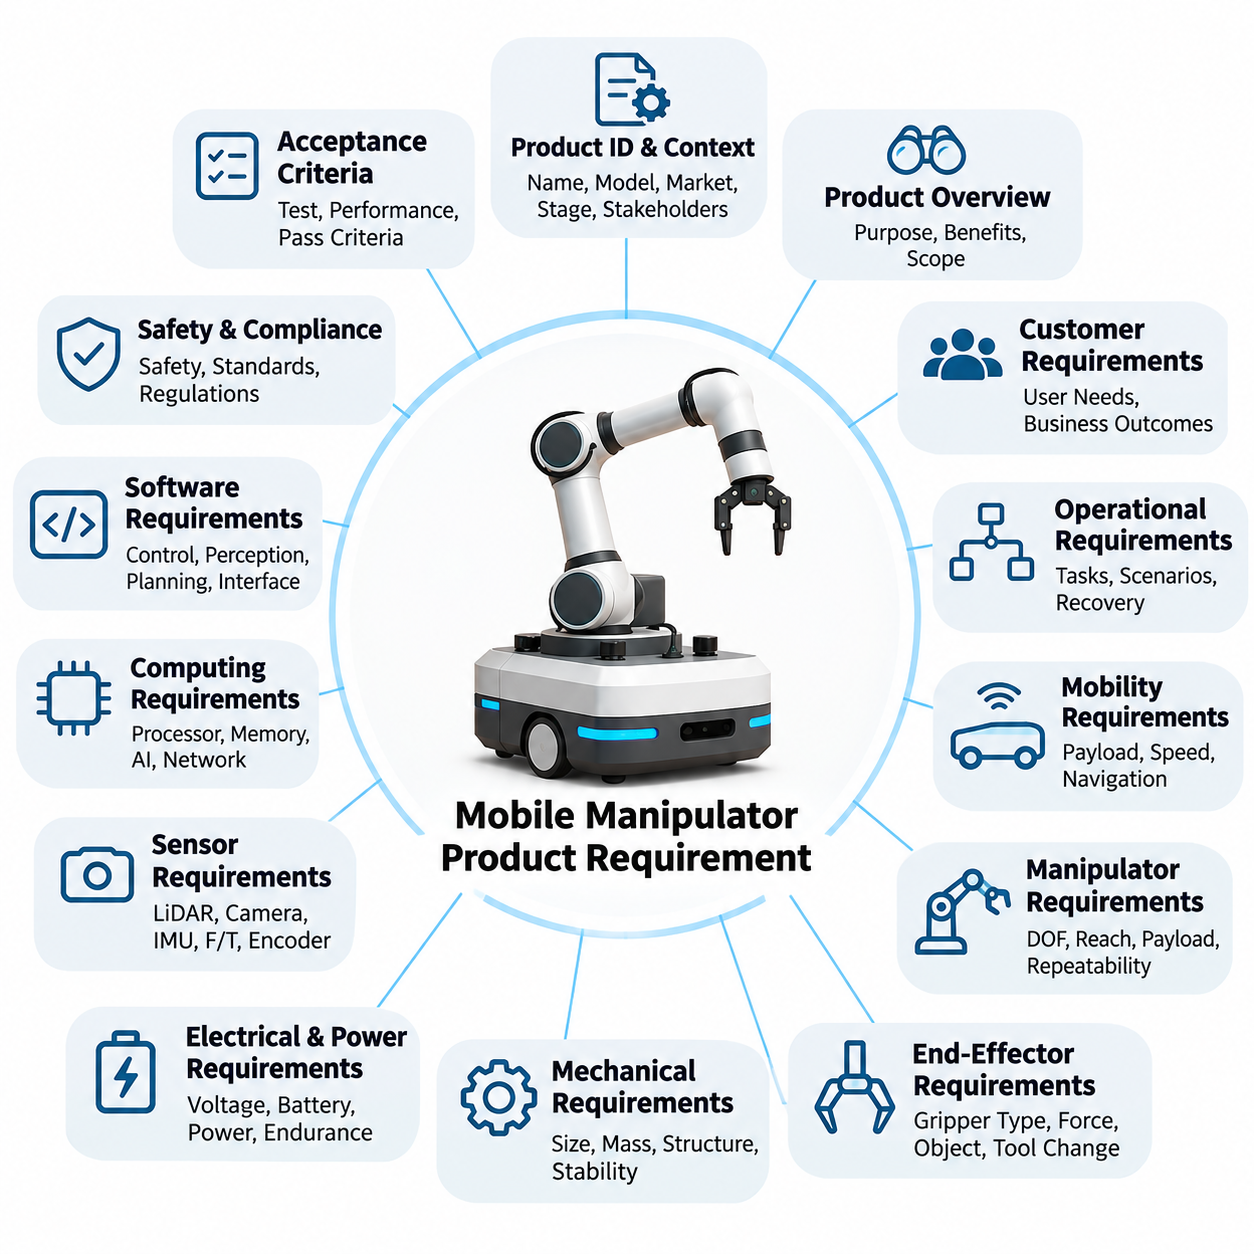 Product ID & Context
Name, Model, Market,
Stage, Stakeholders
Product Overview
Purpose, Benefits,
Scope
Customer
Requirements
User Needs,
Business Outcomes
Operational
Requirements
Tasks, Scenarios,
Recovery
Mobility
Requirements
Payload, Speed,
Navigation
Manipulator
Requirements
DOF, Reach, Payload,
Repeatability
End-Effector
Requirements
Gripper Type, Force,
Object, Tool Change
Mechanical
Requirements
Size, Mass, Structure,
Stability
Electrical & Power
Requirements
Voltage, Battery,
Power, Endurance
Sensor
Requirements
LiDAR, Camera,
IMU, F/T, Encoder
Computing
Requirements
Processor, Memory,
AI, Network
Software
Requirements
Control, Perception,
Planning, Interface
Safety & Compliance
Safety, Standards,
Regulations
Acceptance
Criteria
Test, Performance,
Pass Criteria
Mobile Manipulator
Product Requirement